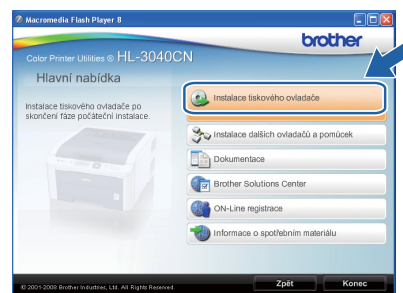 Macromedia Flash Player 8
brother
Color Printer Utilities ® HL-3040CN
Hlavní nabídka
Instalace tiskového ovladače po
skončení fáze počáteční instalace.
Instalace tiskového ovladače
Instalace dalších ovladačů a pomůcek
Dokumentace
Brother Solutions Center
ON-Line registrace
Informace o spotřebním materiálu
© 2001-2009 Brother Industries, Ltd. All Rights Reserved.
Zpět
Konec